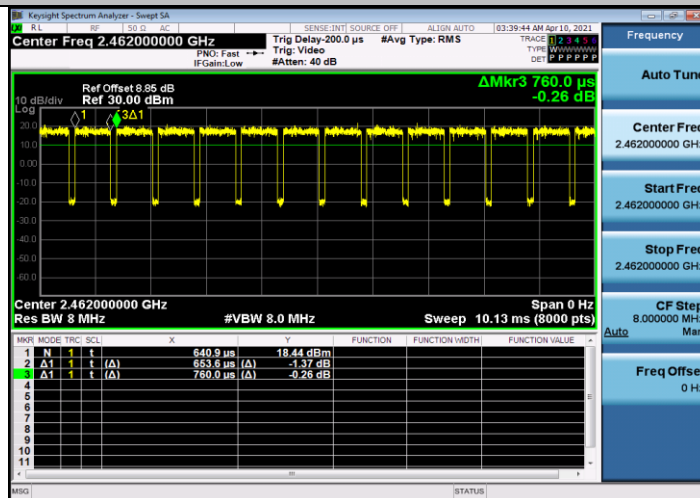 Keysight Spectrum Analyzer - Swept SA
RL RF 50 Ω AC SENSE:INT SOURCE OFF ALIGN AUTO 03:39:44 AM Apr 10, 2021
Center Freq 2.462000000 GHz
Trig Delay-200.0 µs #Avg Type: RMS
TRACE 1 2 3 4 5 6
PNO: Fast
Trig: Video
TYPE
IFGain:Low
#Atten: 40 dB
DET P P P P P P
Frequency
Ref Offset 8.85 dB
ΔMkr3 760.0 µs
10 dB/div
Ref 30.00 dBm
-0.26 dB
Log
1
3Δ1
20.0
10.0
0.00
-10.0
-20.0
-30.0
-40.0
-50.0
-60.0
Center 2.462000000 GHz
Span 0 Hz
Res BW 8 MHz
#VBW 8.0 MHz
Sweep 10.13 ms (8000 pts)
MKR MODE TRC SCL X Y FUNCTION FUNCTION WIDTH FUNCTION VALUE
1 N 1 t 640.9 µs 18.44 dBm
2 Δ1 1 t (Δ) 653.6 µs (Δ) -1.37 dB
3 Δ1 1 t (Δ) 760.0 µs (Δ) -0.26 dB
4
5
6
7
8
9
10
11
MSG
STATUS
Auto Tune
Center Freq
2.462000000 GHz
Start Freq
2.462000000 GHz
Stop Freq
2.462000000 GHz
CF Step
8.000000 MHz
Auto Man
Freq Offset
0 Hz